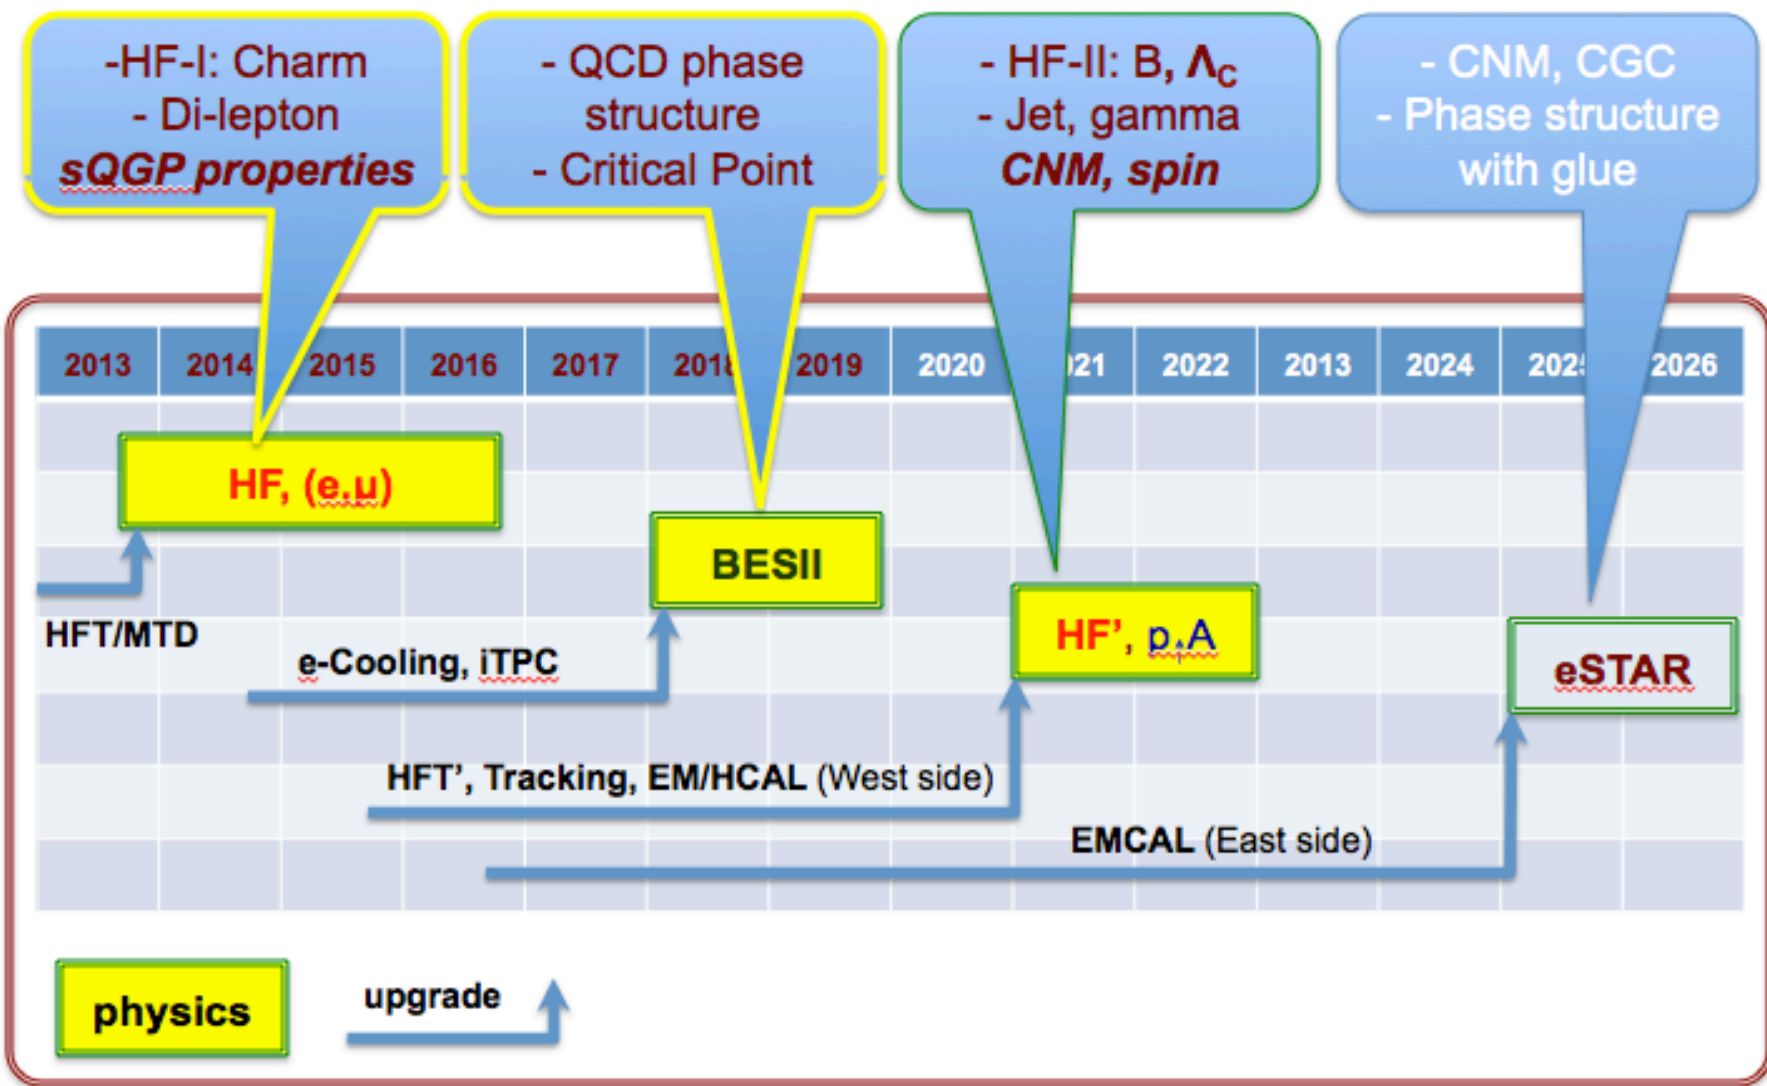 -HF-I: Charm
- Di-lepton
sQGP properties
- QCD phase
structure
- Critical Point
- HF-II: B, Λc
- Jet, gamma
CNM, spin
- CNM, CGC
- Phase structure
with glue
2013 2014 2015 2016 2017 2018 2019 2020 2022 2013 2024 2026
HF, (e.μ)
BESII
HFT/MTD
e-Cooling, iTPC
HF', p↑A
eSTAR
HFT', Tracking, EM/HCAL (West side)
EMCAL (East side)
physics
upgrade